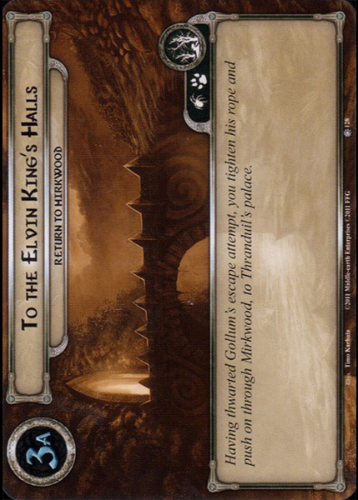 3A
To the Elvin King's Halls
Return to Mirkwood
Having thwarted Gollum's escape attempt, you tighten his rope and
push on through Mirkwood, to Thranduil's palace.
Illus. Timo Karhula ©2011 Middle-earth Enterprises ©2011 FFG 128